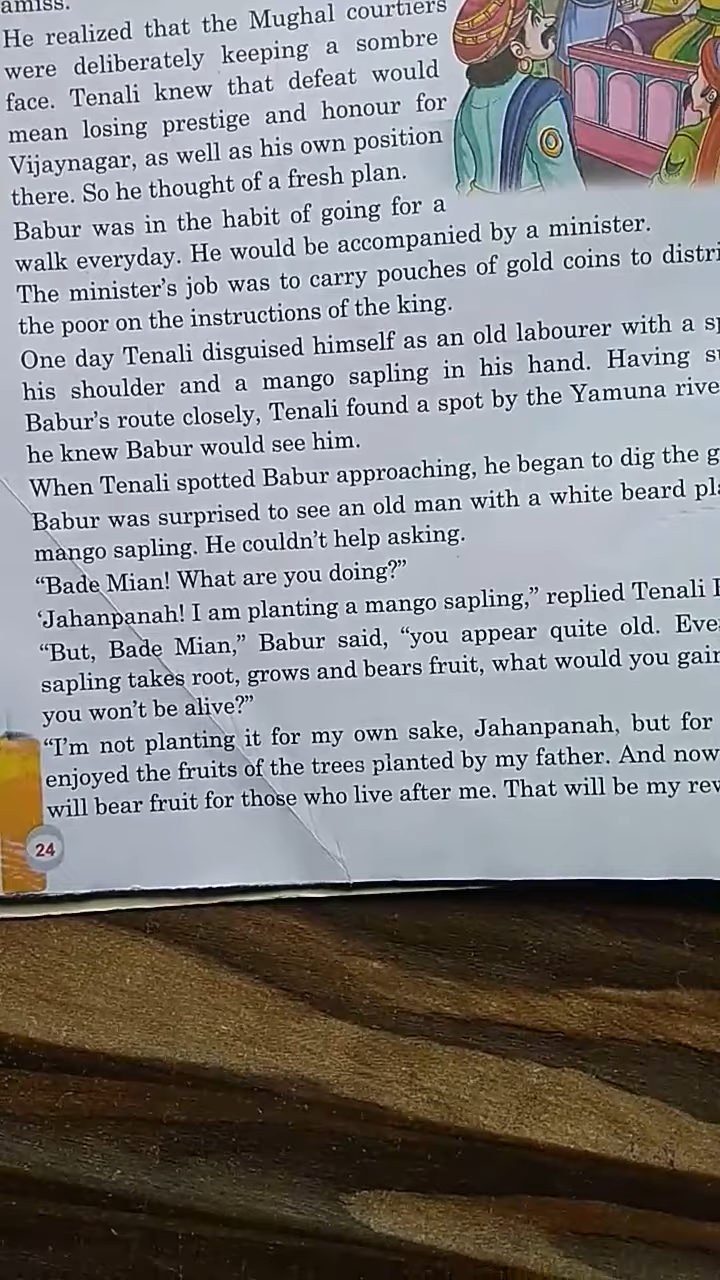 amiss.
He realized that the Mughal courtiers
were deliberately keeping a sombre
face. Tenali knew that defeat would
mean losing prestige and honour for
Vijaynagar, as well as his own position
there. So he thought of a fresh plan.
Babur was in the habit of going for a
walk everyday. He would be accompanied by a minister.
The minister's job was to carry pouches of gold coins to
the poor on the instructions of the king.
One day Tenali disguised himself as an old labourer with a
his shoulder and a mango sapling in his hand. Having
Babur's route closely, Tenali found a spot by the Yamuna
he knew Babur would see him.
When Tenali spotted Babur approaching, he began to dig the
Babur was surprised to see an old man with a white beard
mango sapling. He couldn't help asking.
“Bade Mian! What are you doing?”
‘Jahanpanah! I am planting a mango sapling,” replied Tenali
“But, Bade Mian,” Babur said, “you appear quite old.
sapling takes root, grows and bears fruit, what would you
you won't be alive?”
“I'm not planting it for my own sake, Jahanpanah, but for
enjoyed the fruits of the trees planted by my father. And now
will bear fruit for those who live after me. That will be my
24